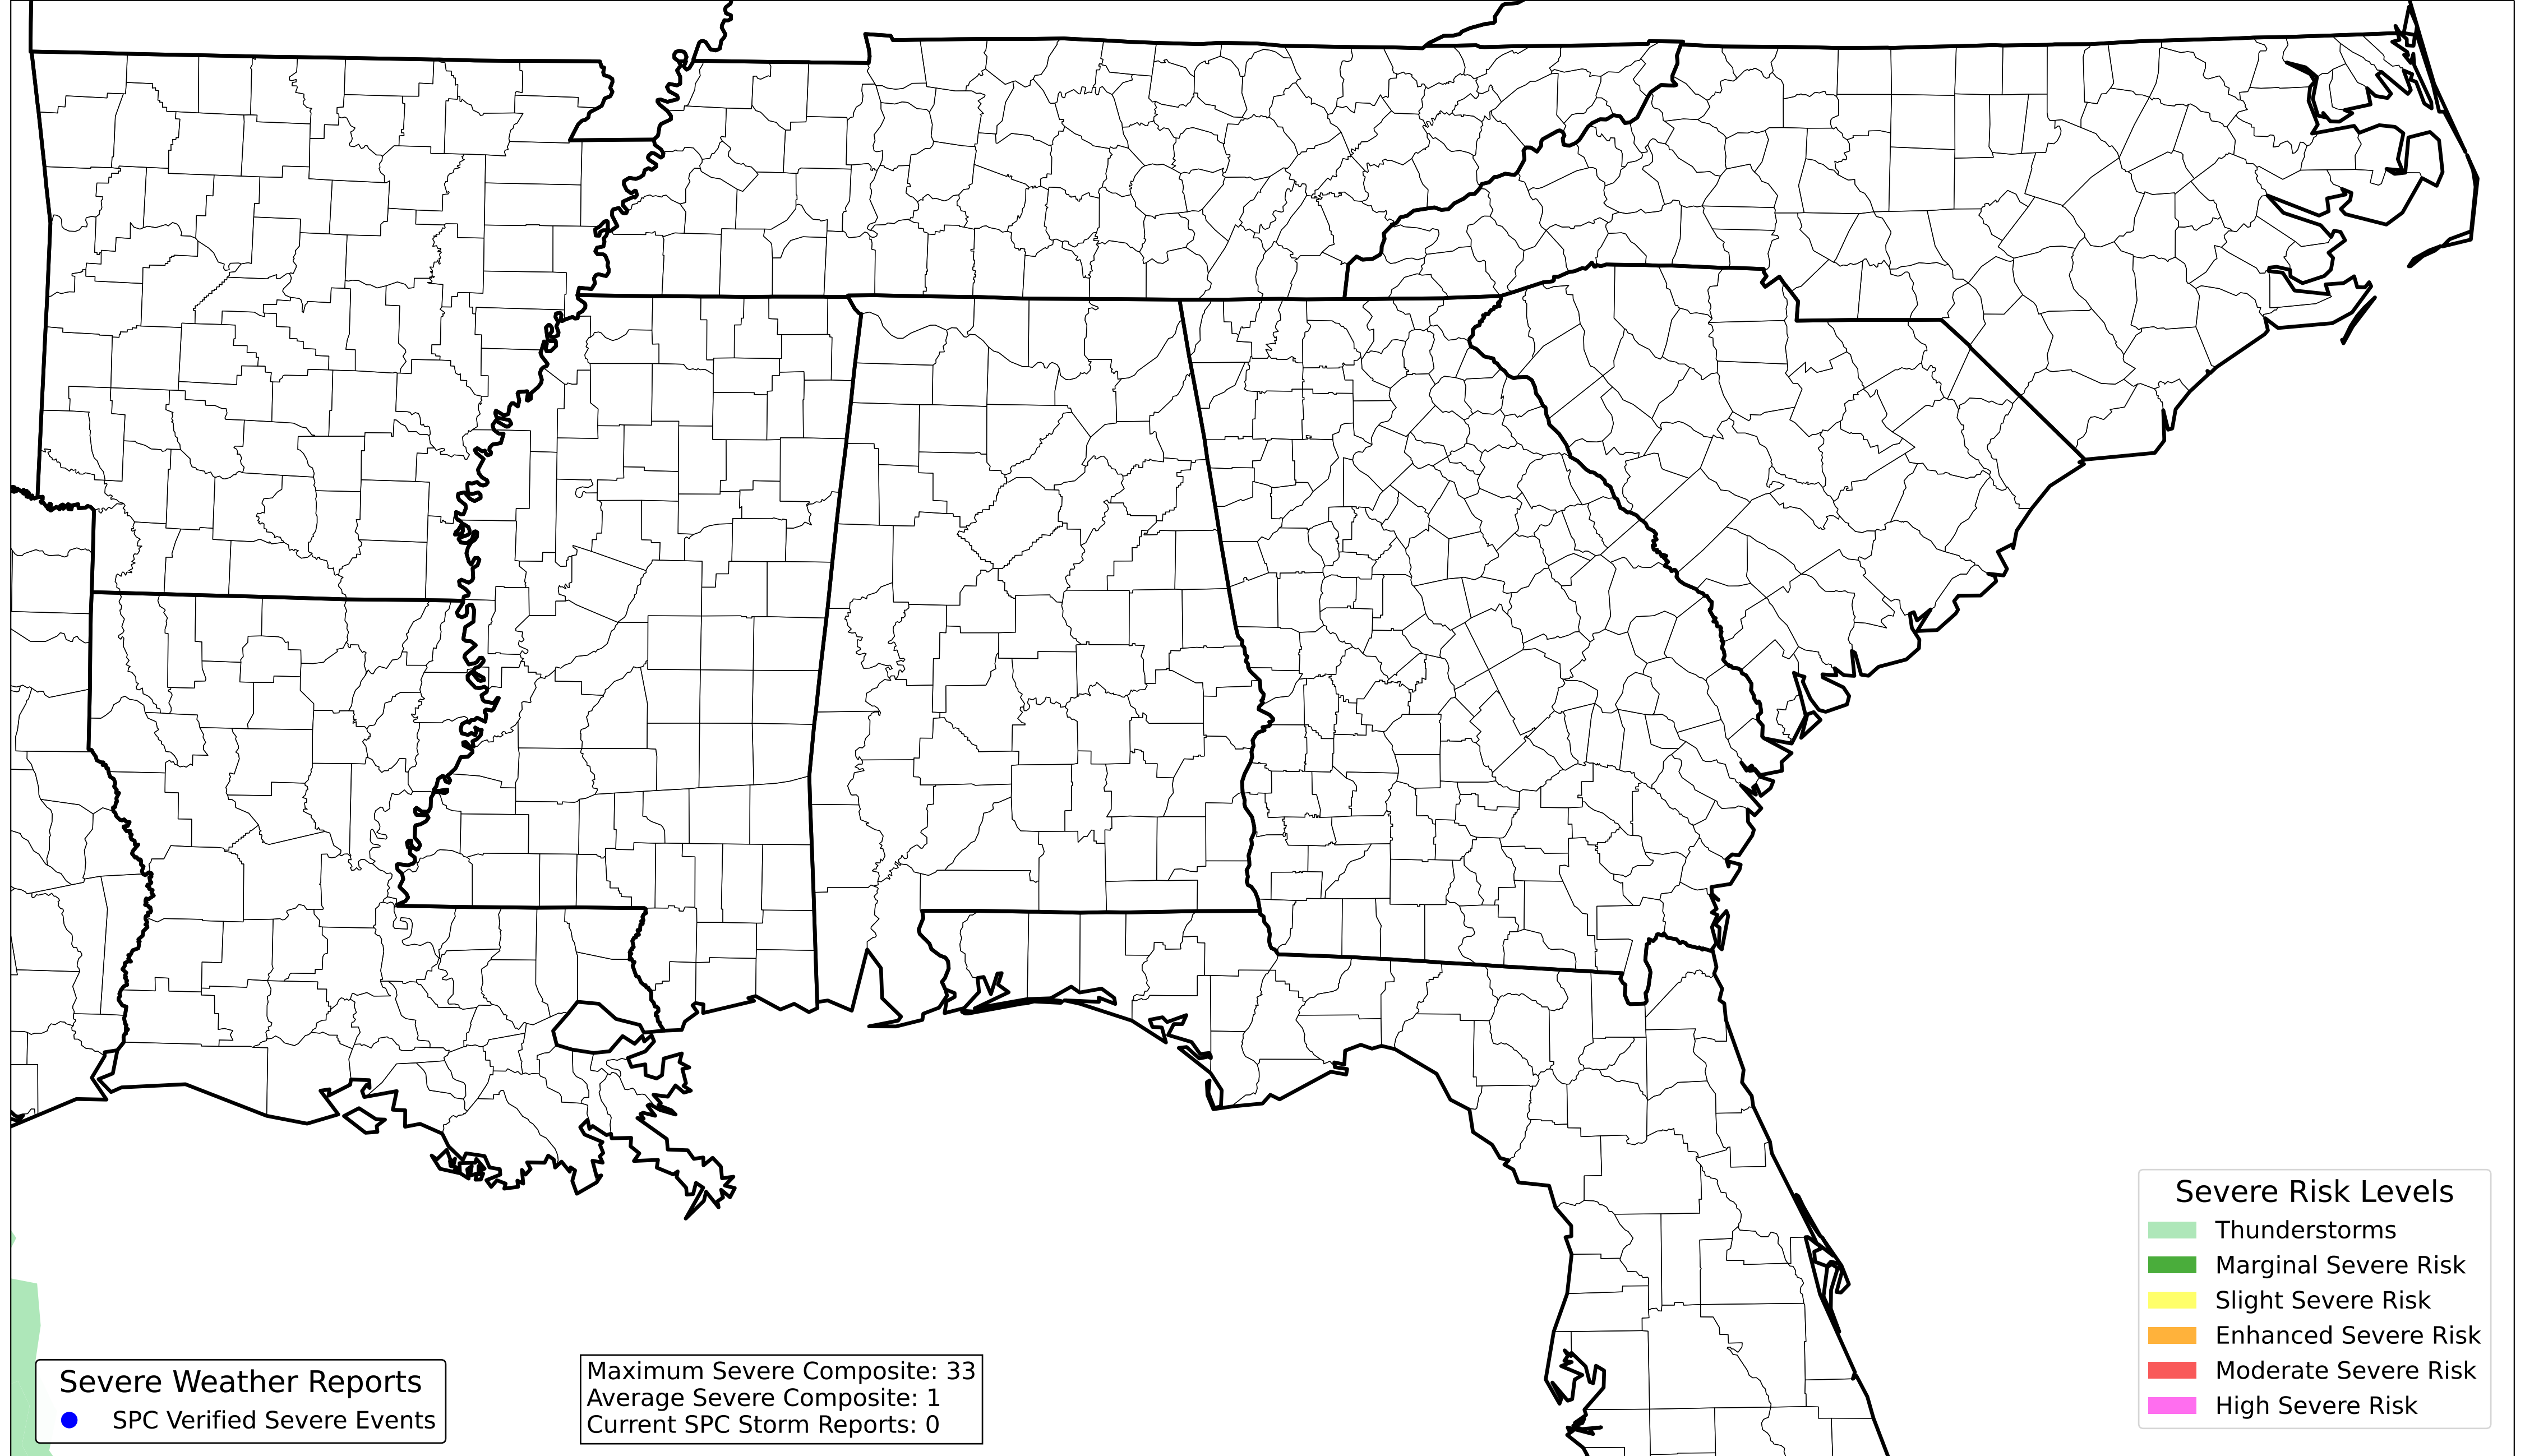 Severe Weather Reports
SPC Verified Severe Events
Maximum Severe Composite: 33
Average Severe Composite: 1
Current SPC Storm Reports: 0
Severe Risk Levels
Thunderstorms
Marginal Severe Risk
Slight Severe Risk
Enhanced Severe Risk
Moderate Severe Risk
High Severe Risk